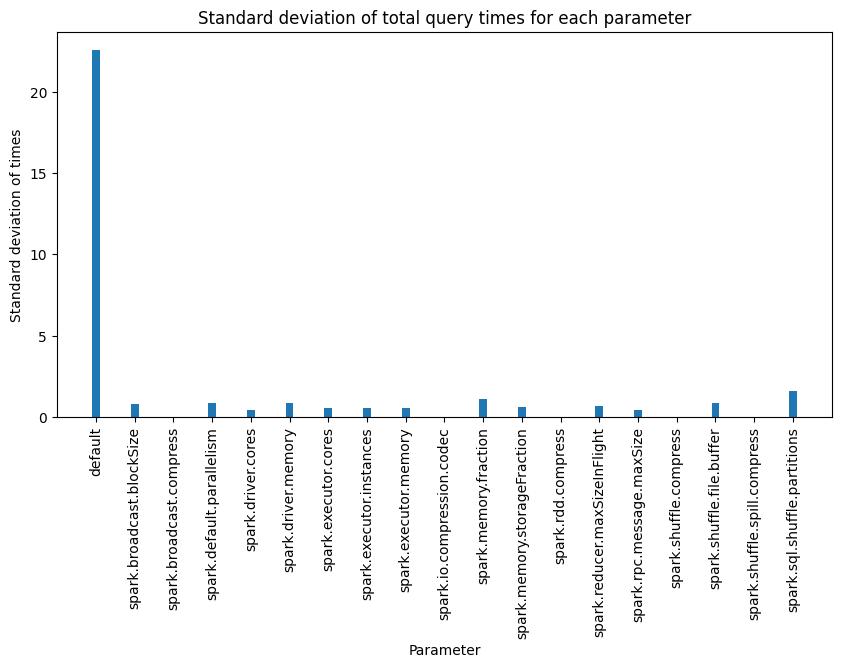 Standard deviation of total query times for each parameter
Standard deviation of times
20
15
10
5
0
default
spark.broadcast.blockSize
spark.broadcast.compress
spark.default.parallelism
spark.driver.cores
spark.driver.memory
spark.executor.cores
spark.executor.instances
spark.executor.memory
spark.io.compression.codec
spark.memory.fraction
spark.memory.storageFraction
spark.rdd.compress
spark.reducer.maxSizeInFlight
spark.rpc.message.maxSize
spark.shuffle.compress
spark.shuffle.file.buffer
spark.shuffle.spill.compress
spark.sql.shuffle.partitions
Parameter